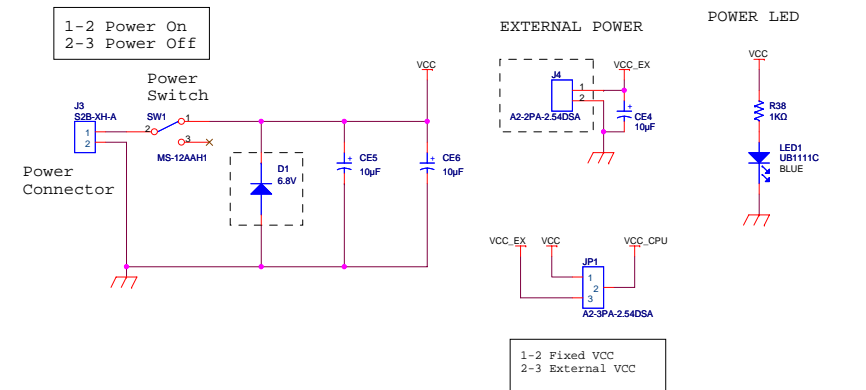 1-2 Power On
2-3 Power Off
Power
Switch
VCC
J3
S2B-XH-A
1
2
SW1
2
1
3
MS-12AAH1
Power
Connector
D1
6.8V
CE5
10µF
CE6
10µF
EXTERNAL POWER
J4
1
2
A2-2PA-2.54DSA
VCC_EX
CE4
10µF
POWER LED
VCC
R38
1KΩ
LED1
UB1111C
BLUE
VCC_EX
VCC
VCC_CPU
JP1
1
2
3
A2-3PA-2.54DSA
1-2 Fixed VCC
2-3 External VCC